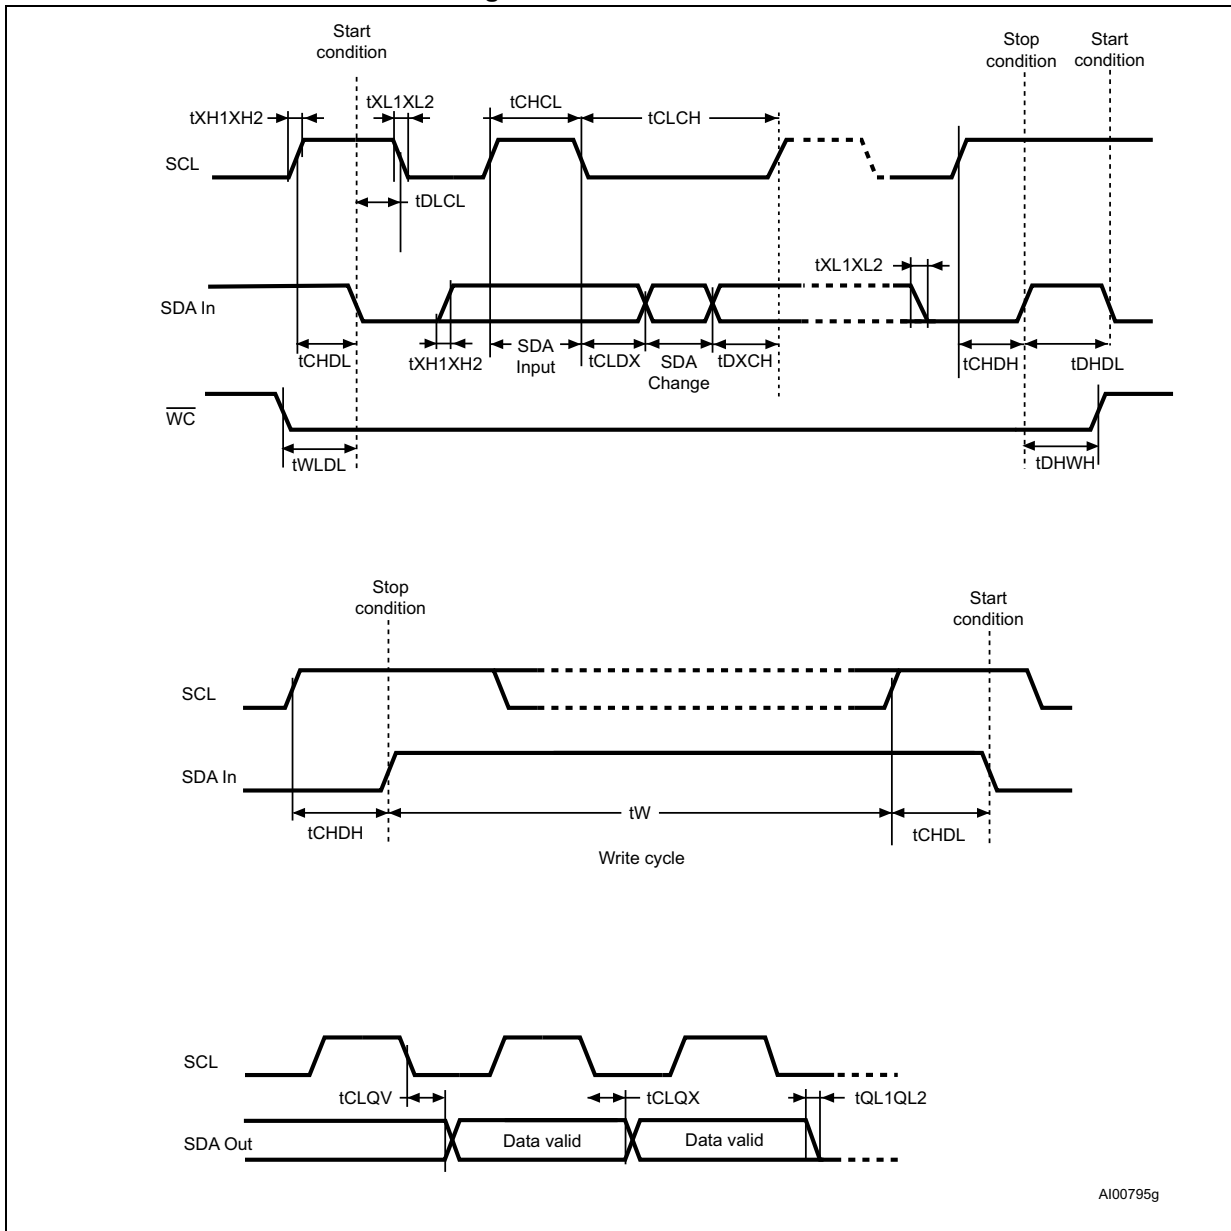 Start
condition
Stop
condition
Start
condition
tXH1XH2
tXL1XL2
tCHCL
tCLCH
SCL
tDLCL
tXL1XL2
SDA In
tCHDL
tXH1XH2
SDA
Input
tCLDX
SDA
Change
tDXCH
tCHDH
tDHDL
WC
tWLDL
tDHWH
Stop
condition
Start
condition
SCL
SDA In
tCHDH
tW
tCHDL
Write cycle
SCL
tCLQV
tCLQX
tQL1QL2
SDA Out
Data valid
Data valid
AI00795g